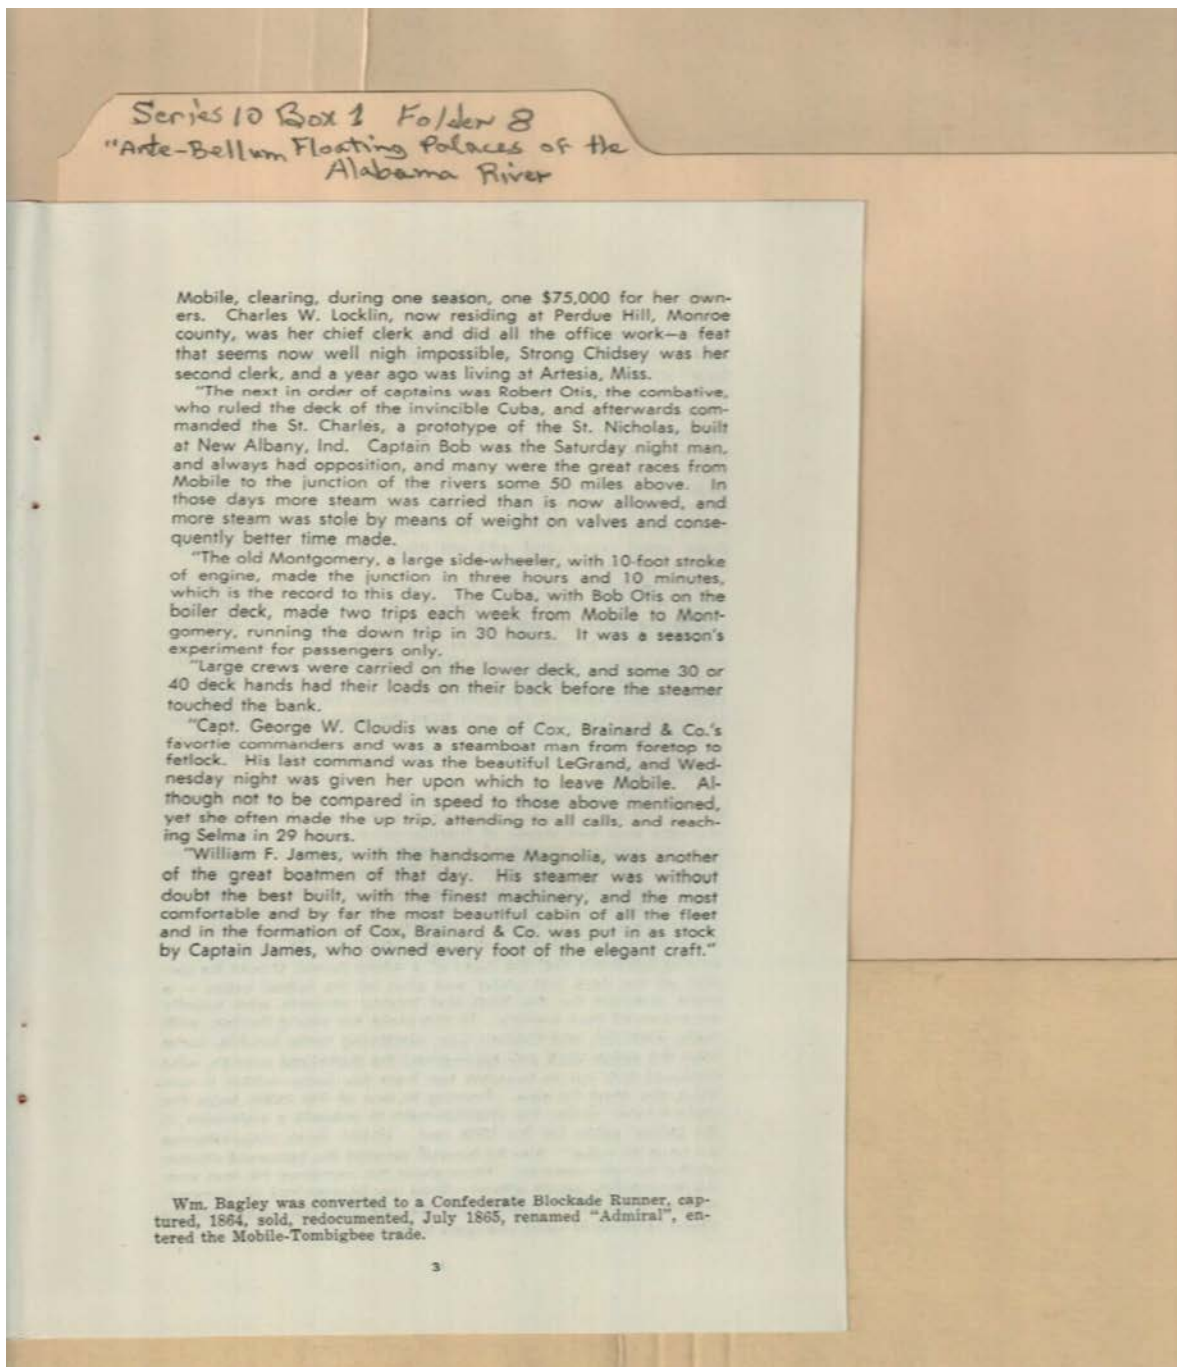 Series 10 Box 1 Folder 8
"Ante-Bellum Floating Palaces of the
Alabama River
Mobile, clearing, during one season, one $75,000 for her own-
ers. Charles W. Locklin, now residing at Perdue Hill, Monroe
county, was her chief clerk and did all the office work—a feat
that seems now well nigh impossible, Strong Chidsey was her
second clerk, and a year ago was living at Artesia, Miss.
"The next in order of captains was Robert Otis, the combative,
who ruled the deck of the invincible Cuba, and afterwards com-
manded the St. Charles, a prototype of the St. Nicholas, built
at New Albany, Ind. Captain Bob was the Saturday night man,
and always had opposition, and many were the great races from
Mobile to the junction of the rivers some 50 miles above. In
those days more steam was carried than is now allowed, and
more steam was stole by means of weight on valves and conse-
quently better time made.
"The old Montgomery, a large side-wheeler, with 10-foot stroke
of engine, made the junction in three hours and 10 minutes,
which is the record to this day. The Cuba, with Bob Otis on the
boiler deck, made two trips each week from Mobile to Mont-
gomery, running the down trip in 30 hours. It was a season's
experiment for passengers only.
"Large crews were carried on the lower deck, and some 30 or
40 deck hands had their loads on their back before the steamer
touched the bank.
"Capt. George W. Cloudis was one of Cox, Brainard & Co.'s
favortie commanders and was a steamboat man from foretop to
fetlock. His last command was the beautiful LeGrand, and Wed-
nesday night was given her upon which to leave Mobile. Al-
though not to be compared in speed to those above mentioned,
yet she often made the up trip, attending to all calls, and reach-
ing Selma in 29 hours.
"William F. James, with the handsome Magnolia, was another
of the great boatmen of that day. His steamer was without
doubt the best built, with the finest machinery, and the most
comfortable and by far the most beautiful cabin of all the fleet
and in the formation of Cox, Brainard & Co. was put in as stock
by Captain James, who owned every foot of the elegant craft."
Wm. Bagley was converted to a Confederate Blockade Runner, cap-
tured, 1864, sold, redocumented, July 1865, renamed "Admiral", en-
tered the Mobile-Tombigbee trade.
3